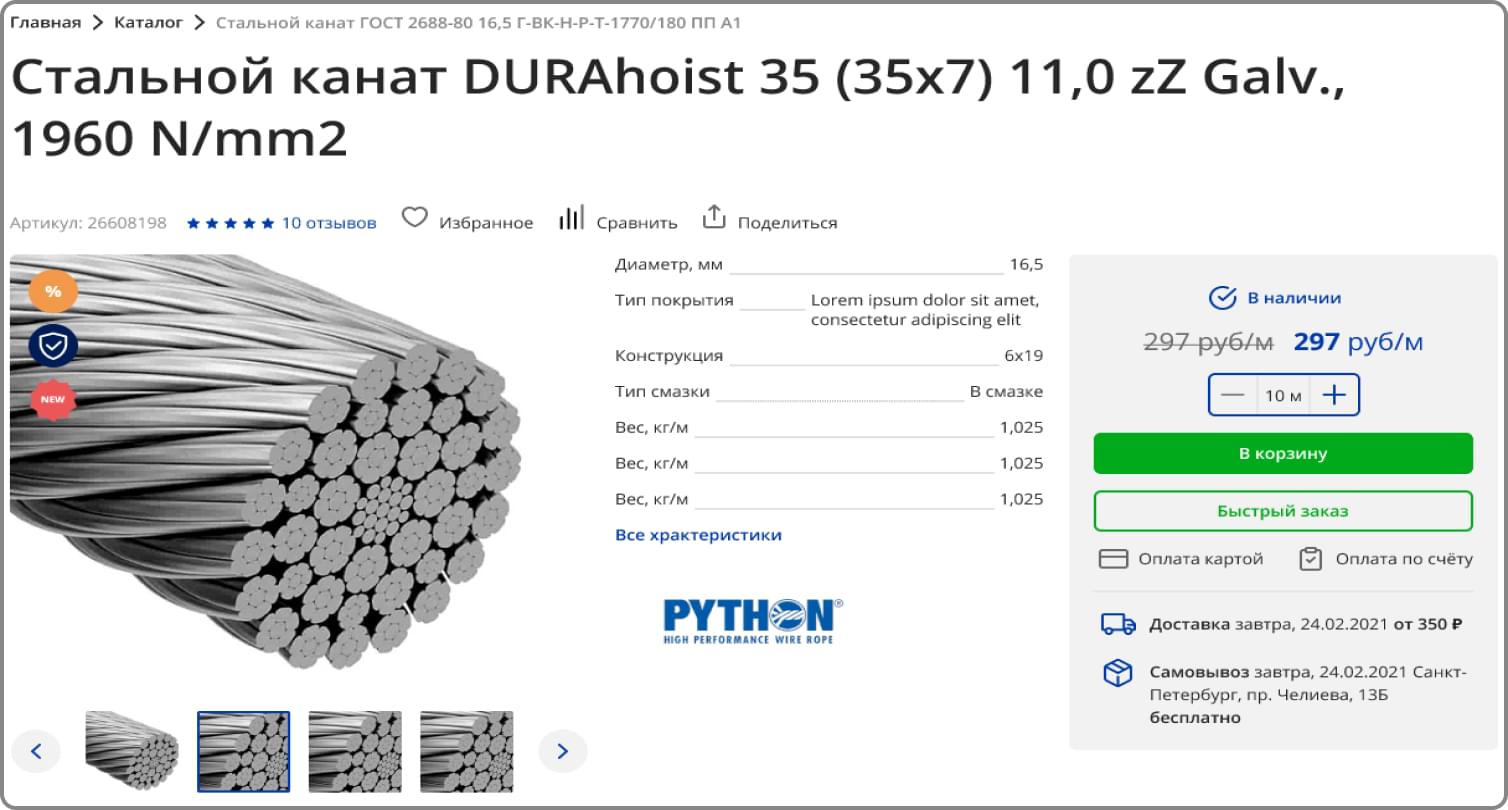 Главная > Каталог > Стальной канат ГОСТ 2688-80 16,5 Г-ВК-Н-Р-Т-1770/180 ПП А1
Стальной канат DURAhoist 35 (35x7) 11,0 zZ Galv.,
1960 N/mm2
Артикул: 26608198 10 отзывов Избранное Сравнить Поделиться
%
NEW
Диаметр, мм 16,5
Тип покрытия Lorem ipsum dolor sit amet,
consectetur adipiscing elit
Конструкция 6x19
Тип смазки В смазке
Вес, кг/м 1,025
Вес, кг/м 1,025
Вес, кг/м 1,025
Все храктеристики
PYTHON®
HIGH PERFORMANCE WIRE ROPE
В наличии
297 руб/м 297 руб/м
— 10 м +
В корзину
Быстрый заказ
Оплата картой Оплата по счёту
Доставка завтра, 24.02.2021 от 350 ₽
Самовывоз завтра, 24.02.2021 Санкт-
Петербург, пр. Челиева, 13Б
бесплатно